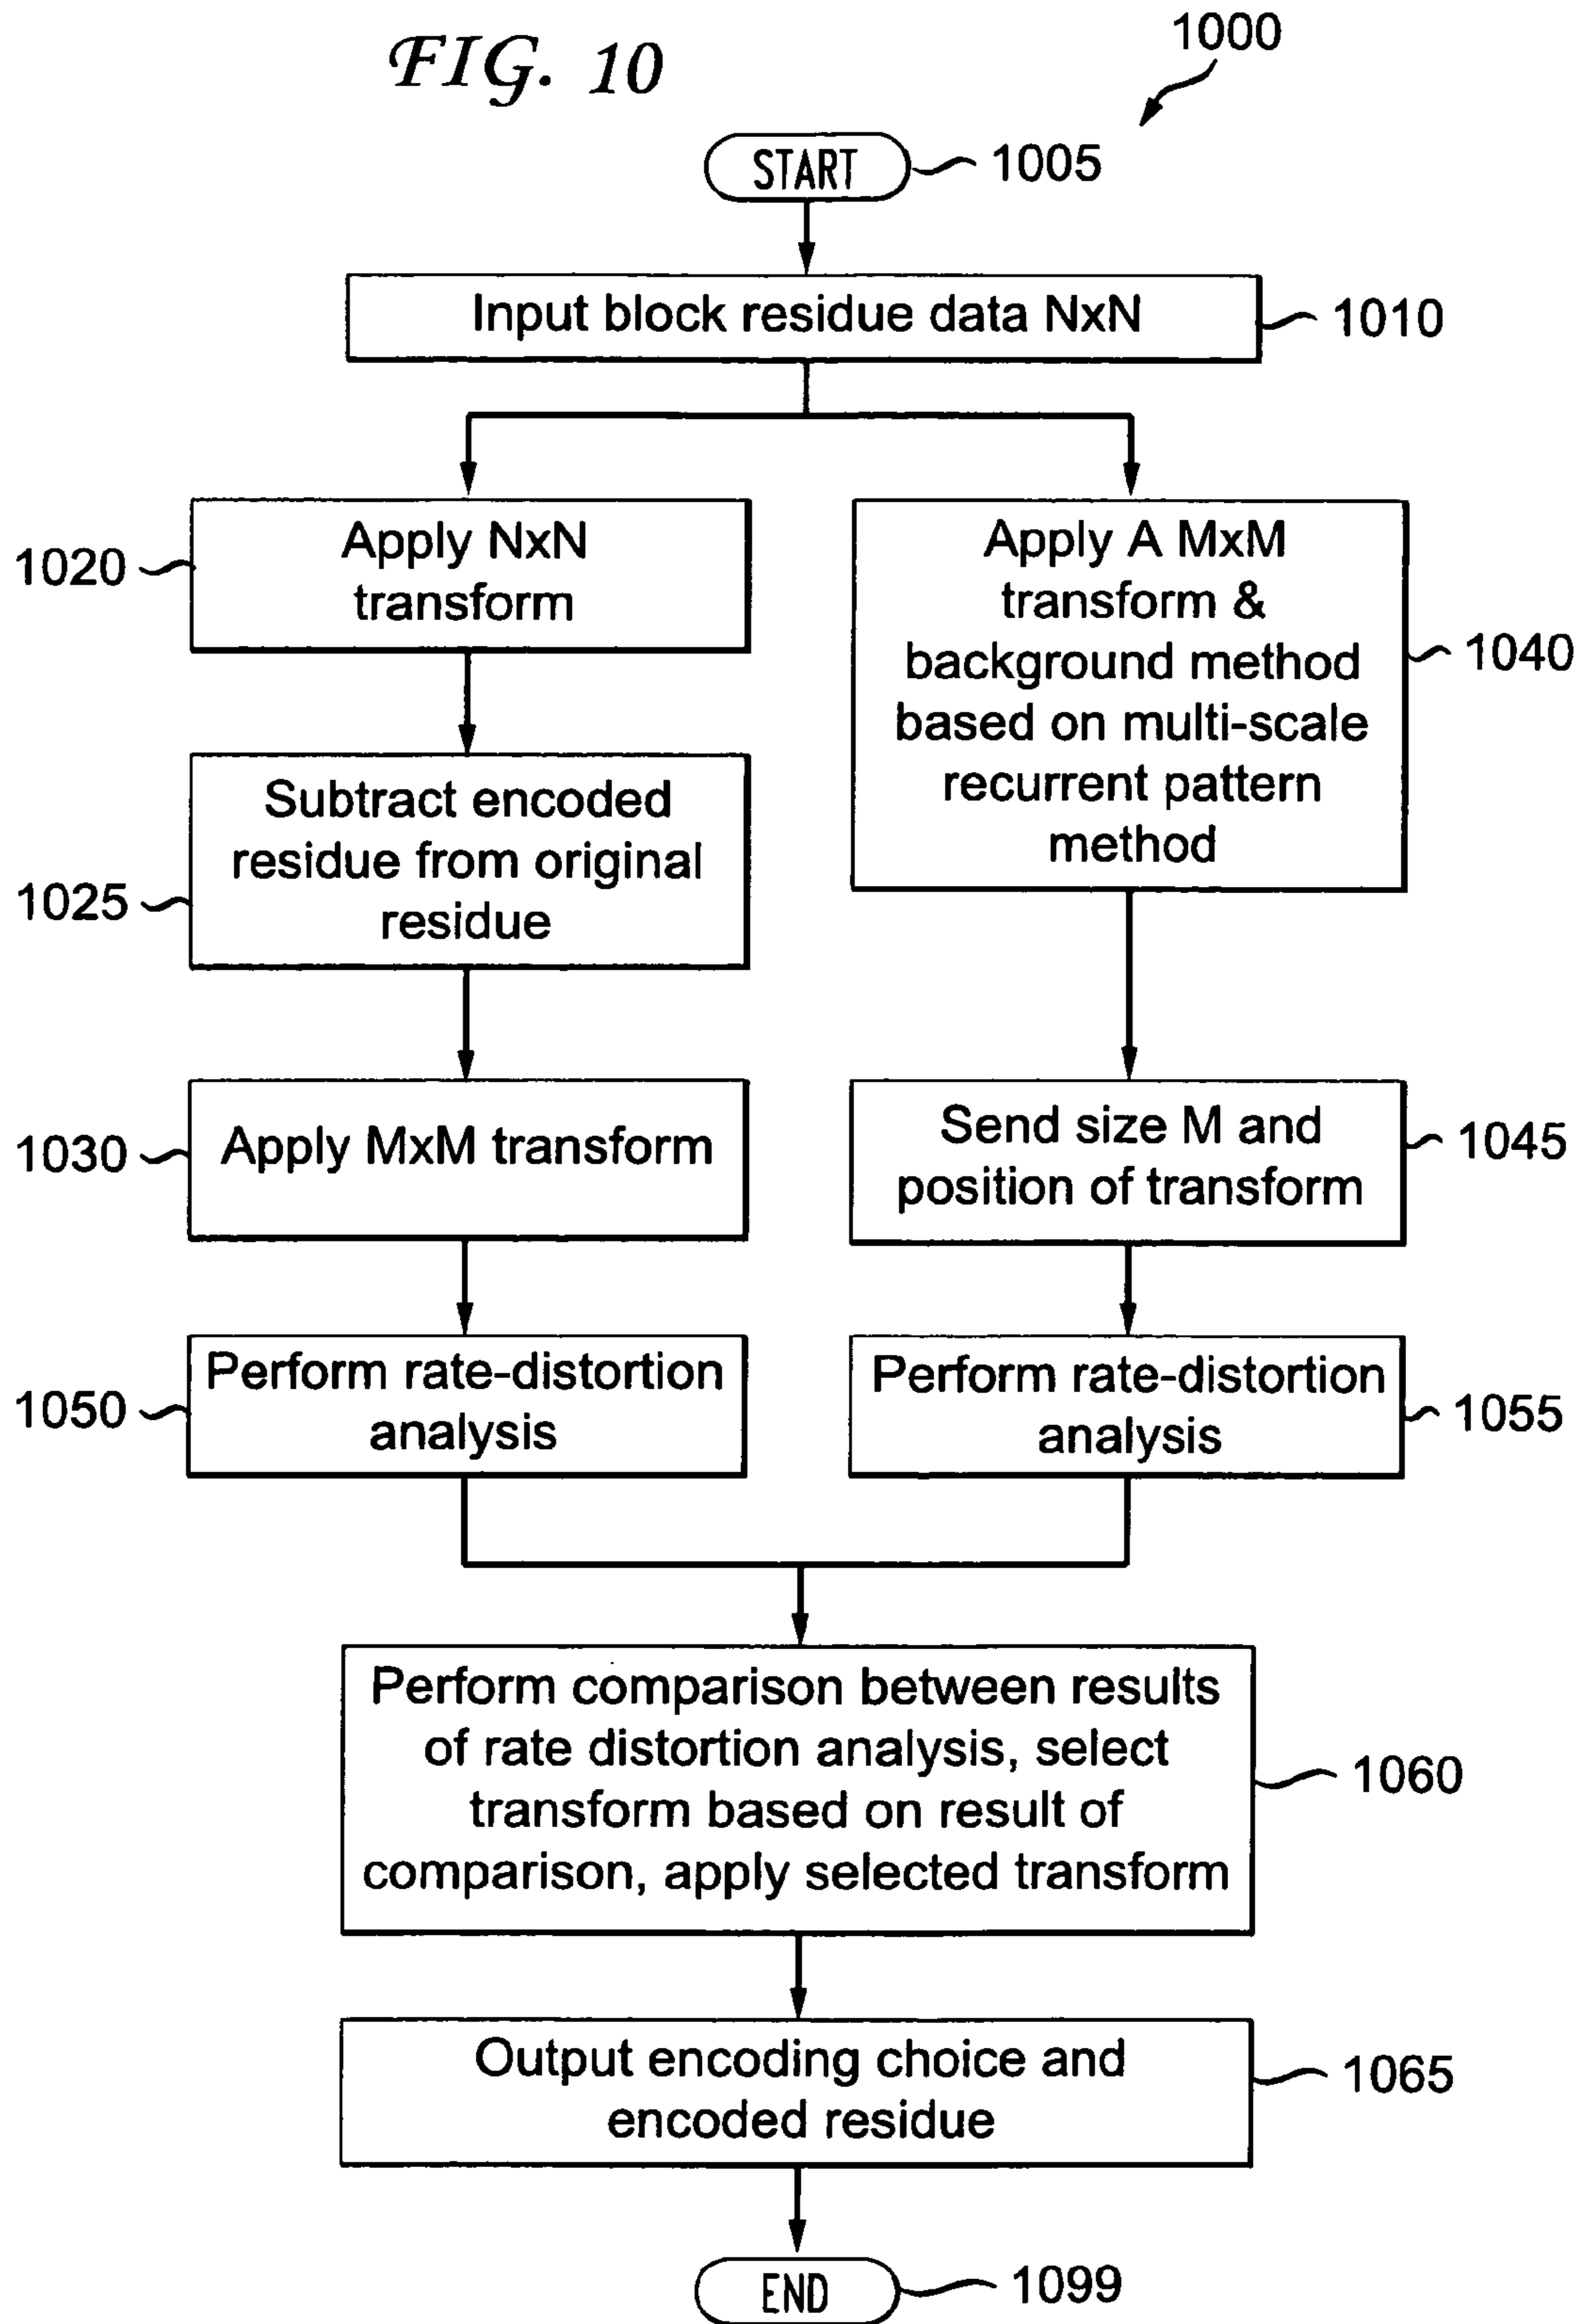 FIG. 10
1000
START
1005
Input block residue data NxN
1010
Apply NxN
transform
1020
Apply A MxM
transform &
background method
based on multi-scale
recurrent pattern
method
1040
Subtract encoded
residue from original
residue
1025
Apply MxM transform
1030
Send size M and
position of transform
1045
Perform rate-distortion
analysis
1050
Perform rate-distortion
analysis
1055
Perform comparison between results
of rate distortion analysis, select
transform based on result of
comparison, apply selected transform
1060
Output encoding choice and
encoded residue
1065
END
1099